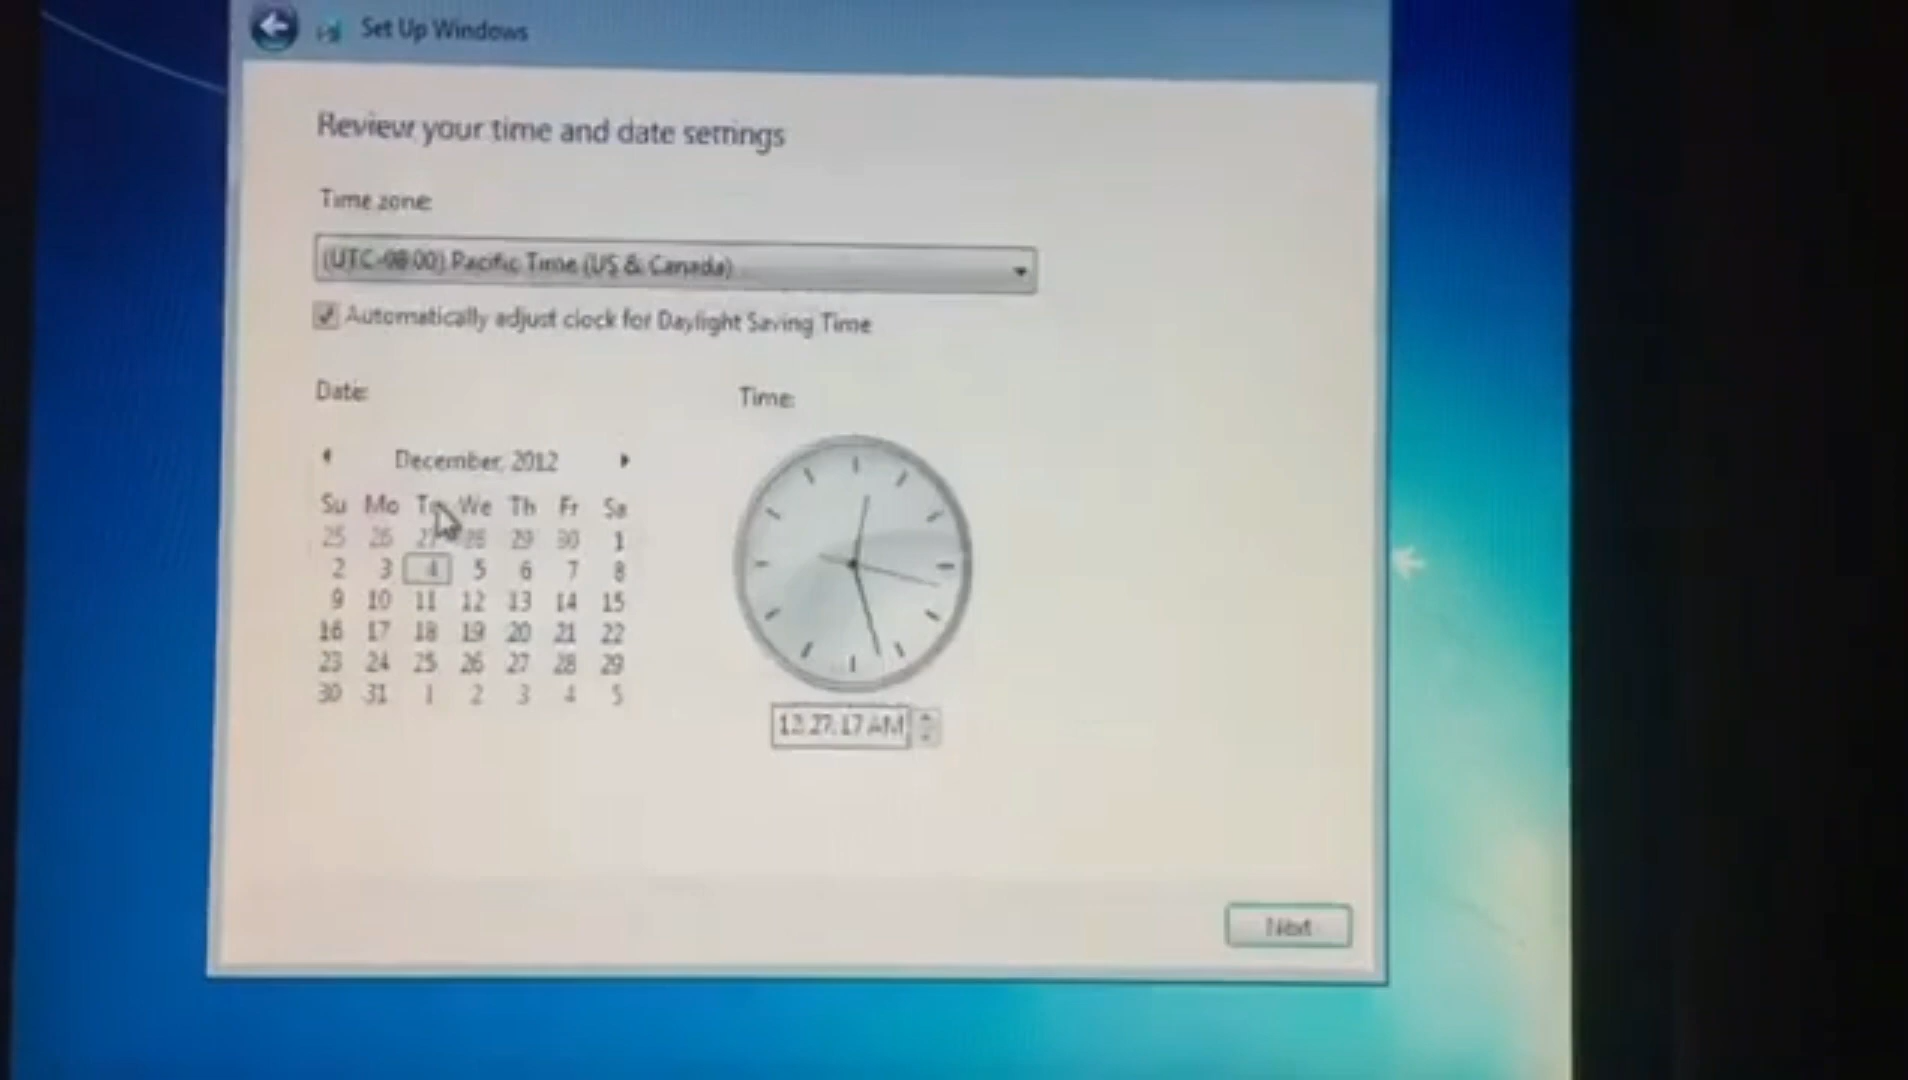 Set Up Windows
Review your time and date settings
Time zone:
(UTC-08:00) Pacific Time (US & Canada)
Automatically adjust clock for Daylight Saving Time
Date:
Time:
December, 2012
Su Mo Tu We Th Fr Sa
25 26 27 28 29 30 1
2 3 4 5 6 7 8
9 10 11 12 13 14 15
16 17 18 19 20 21 22
23 24 25 26 27 28 29
30 31 1 2 3 4 5
12:27:17 AM
Next